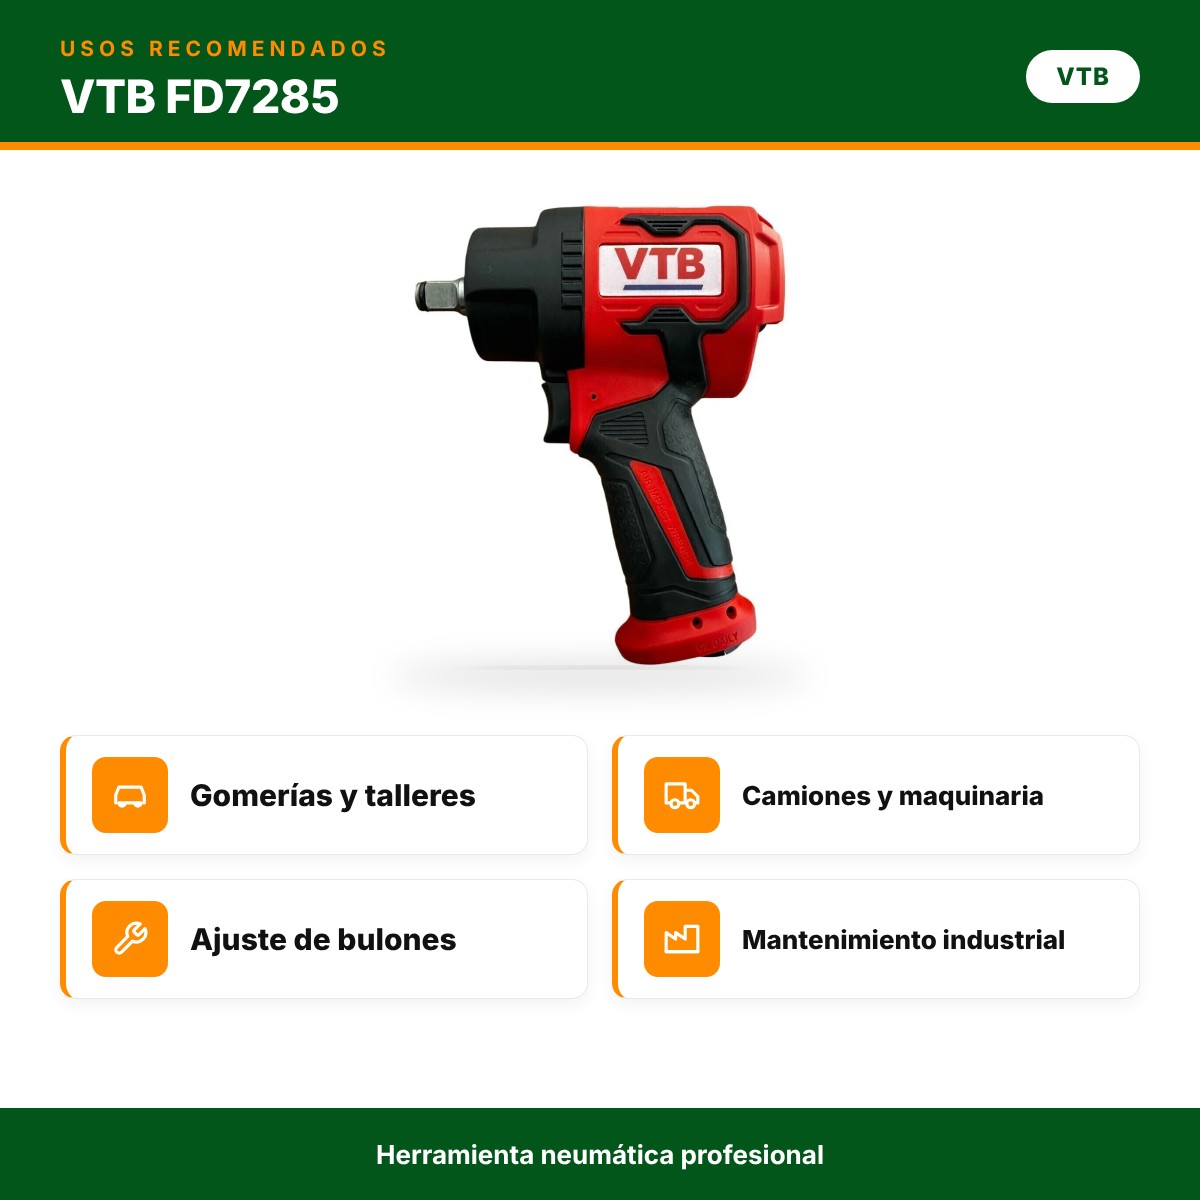 USOS RECOMENDADOS
VTB FD7285
VTB
VTB
Gomerías y talleres
Camiones y maquinaria
Ajuste de bulones
Mantenimiento industrial
Herramienta neumática profesional